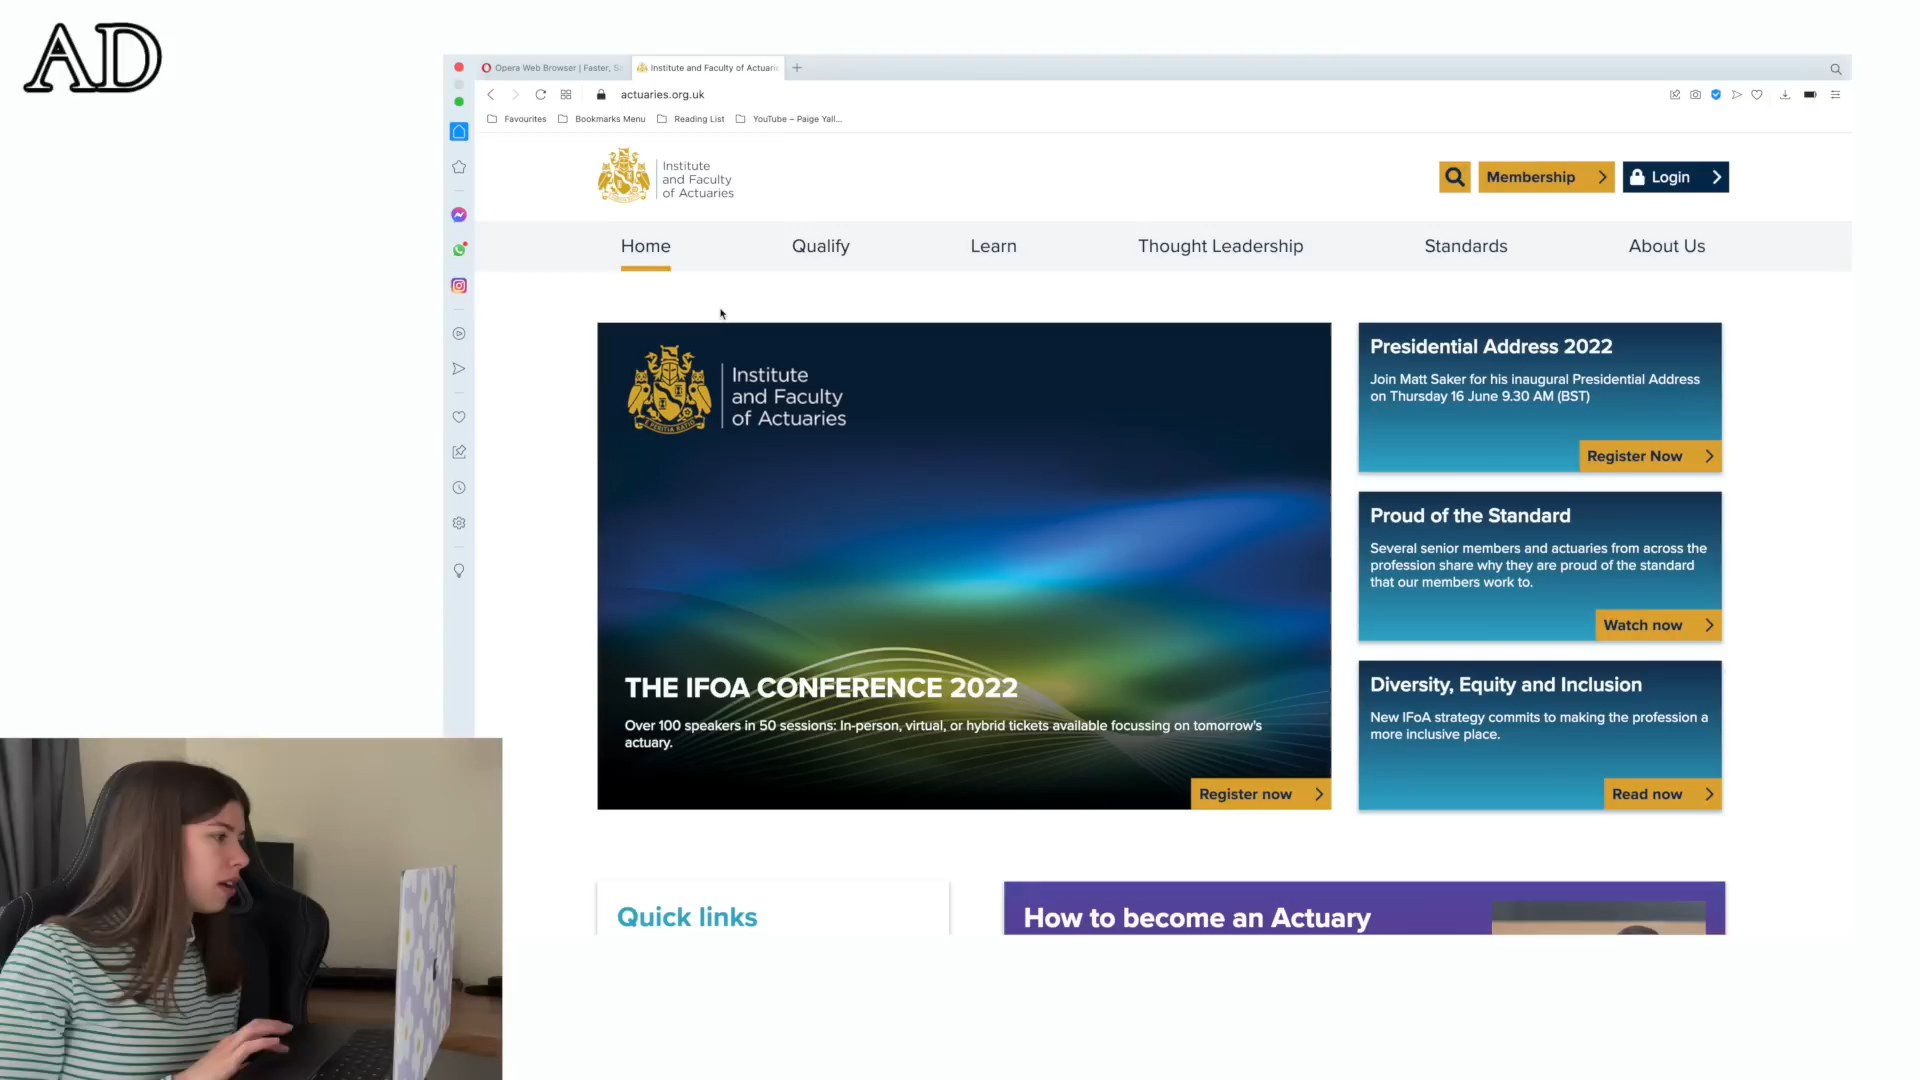 AD
Opera Web Browser | Faster, Sa
Institute and Faculty of Actuarie
actuaries.org.uk
Favourites
Bookmarks Menu
Reading List
YouTube – Paige Yall...
Institute
and Faculty
of Actuaries
Membership
Login
Home
Qualify
Learn
Thought Leadership
Standards
About Us
Institute
and Faculty
of Actuaries
E PERITIA RATIO
THE IFOA CONFERENCE 2022
Over 100 speakers in 50 sessions: In-person, virtual, or hybrid tickets available focussing on tomorrow's
actuary.
Register now
Presidential Address 2022
Join Matt Saker for his inaugural Presidential Address
on Thursday 16 June 9.30 AM (BST)
Register Now
Proud of the Standard
Several senior members and actuaries from across the
profession share why they are proud of the standard
that our members work to.
Watch now
Diversity, Equity and Inclusion
New IFoA strategy commits to making the profession a
more inclusive place.
Read now
Quick links
How to become an Actuary